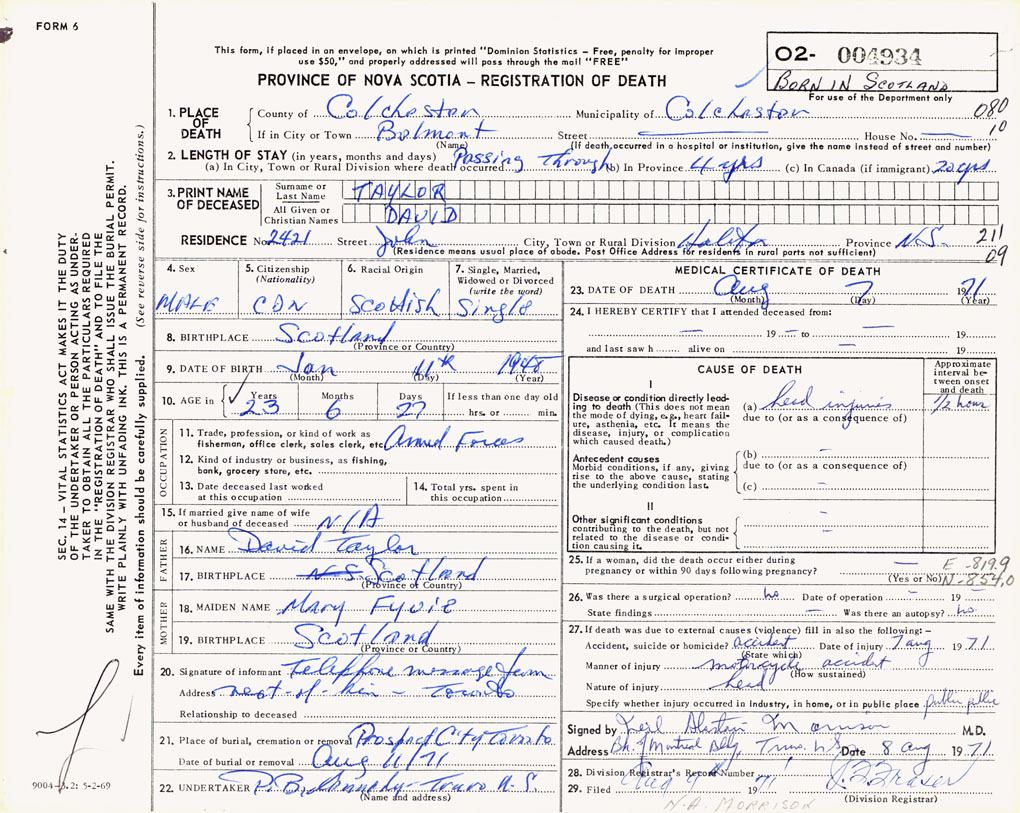 FORM 6
This form, if placed in an envelope, on which is printed "Dominion Statistics – Free, penalty for improper
use $50," and properly addressed will pass through the mail "FREE"
PROVINCE OF NOVA SCOTIA – REGISTRATION OF DEATH
O2- 004934
BORN IN SCOTLAND
For use of the Department only
080
10
1. PLACE OF DEATH
County of Colchester Municipality of Colchester
If in City or Town Belmont Street House No.
(Name) (If death occurred in a hospital or institution, give the name instead of street and number)
2. LENGTH OF STAY (in years, months and days) Passing through
(a) In City, Town or Rural Division where death occurred (b) In Province 4 yrs (c) In Canada (if immigrant) 20 yrs
3. PRINT NAME OF DECEASED
Surname or Last Name TAYLOR
All Given or Christian Names DAVID
RESIDENCE No. 2421 Street John City, Town or Rural Division Halifax Province N.S.
211
09
(Residence means usual place of abode. Post Office Address for residents in rural parts not sufficient)
4. Sex
MALE
5. Citizenship
(Nationality)
CDN
6. Racial Origin
Scottish
7. Single, Married,
Widowed or Divorced
(write the word)
Single
8. BIRTHPLACE Scotland
(Province or Country)
9. DATE OF BIRTH Jan 11th 1948
(Month) (Day) (Year)
10. AGE in Years Months Days If less than one day old
23 6 27 hrs. or min.
OCCUPATION
11. Trade, profession, or kind of work as
fisherman, office clerk, sales clerk, etc. Armed Forces
12. Kind of industry or business, as fishing,
bank, grocery store, etc.
13. Date deceased last worked
at this occupation
14. Total yrs. spent in
this occupation
15. If married give name of wife
or husband of deceased N/A
FATHER
16. NAME David Taylor
17. BIRTHPLACE N.S. Scotland
(Province or Country)
MOTHER
18. MAIDEN NAME Mary Fyvie
19. BIRTHPLACE Scotland
(Province or Country)
20. Signature of informant Telephone message from
Address next-of-kin – Toronto
Relationship to deceased
21. Place of burial, cremation or removal Prospect City Toronto
Date of burial or removal Aug 11/71
22. UNDERTAKER P.B. Truro N.S.
(Name and address)
MEDICAL CERTIFICATE OF DEATH
23. DATE OF DEATH Aug 7 1971
(Month) (Day) (Year)
24. I HEREBY CERTIFY that I attended deceased from:
19 to 19
and last saw h alive on 19
CAUSE OF DEATH
Approximate interval between onset and death
I
Disease or condition directly leading
to death (This does not mean
the mode of dying, e.g., heart failure,
asthenia, etc. It means the
disease, injury, or complication
which caused death.)
(a) head injuries 1/2 hour
due to (or as a consequence of)
Antecedent causes
Morbid conditions, if any, giving
rise to the above cause, stating
the underlying condition last.
(b)
due to (or as a consequence of)
(c)
II
Other significant conditions
contributing to the death, but not
related to the disease or condition
causing it.
25. If a woman, did the death occur either during
pregnancy or within 90 days following pregnancy?
(Yes or No)
E -819.9
N-854.0
26. Was there a surgical operation? no Date of operation 19
State findings Was there an autopsy? no
27. If death was due to external causes (violence) fill in also the following: –
Accident, suicide or homicide? accident Date of injury 7 aug 1971
(State which)
Manner of injury motorcycle accident
(How sustained)
Nature of injury head
Specify whether injury occurred in industry, in home, or in public place public place
Signed by Neil Alistair Morrison M.D.
Address Bk. of Montreal Bldg, Truro, N.S. Date 8 aug 1971
28. Division Registrar's Record Number
29. Filed Aug 9 1971
(Division Registrar)
N.A. MORRISON
SEC. 14 – VITAL STATISTICS ACT MAKES IT THE DUTY
OF THE UNDERTAKER OR PERSON ACTING AS UNDERTAKER
TO OBTAIN ALL THE PARTICULARS REQUIRED
IN THE "REGISTRATION OF DEATH" AND TO FILE THE
SAME WITH THE DIVISION REGISTRAR WHO SHALL ISSUE THE BURIAL PERMIT.
WRITE PLAINLY WITH UNFADING INK. THIS IS A PERMANENT RECORD.
Every item of information should be carefully supplied. (See reverse side for instructions.)
5-2-69